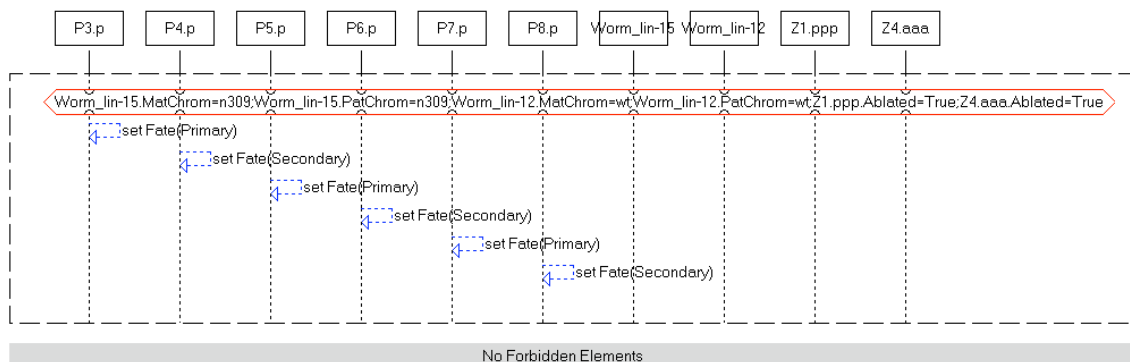 P3.p P4.p P5.p P6.p P7.p P8.p Worm_lin-15 Worm_lin-12 Z1.ppp Z4.aaa
Worm_lin-15.MatChrom=n309;Worm_lin-15.PatChrom=n309;Worm_lin-12.MatChrom=wt;Worm_lin-12.PatChrom=wt;Z1.ppp.Ablated=True;Z4.aaa.Ablated=True
set Fate(Primary)
set Fate(Secondary)
set Fate(Primary)
set Fate(Secondary)
set Fate(Primary)
set Fate(Secondary)
No Forbidden Elements